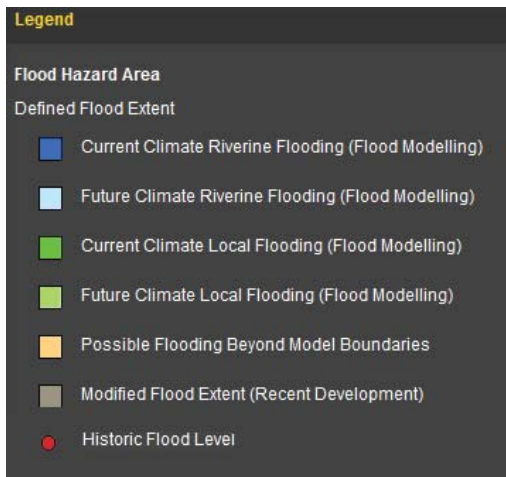 Legend
Flood Hazard Area
Defined Flood Extent
Current Climate Riverine Flooding (Flood Modelling)
Future Climate Riverine Flooding (Flood Modelling)
Current Climate Local Flooding (Flood Modelling)
Future Climate Local Flooding (Flood Modelling)
Possible Flooding Beyond Model Boundaries
Modified Flood Extent (Recent Development)
Historic Flood Level